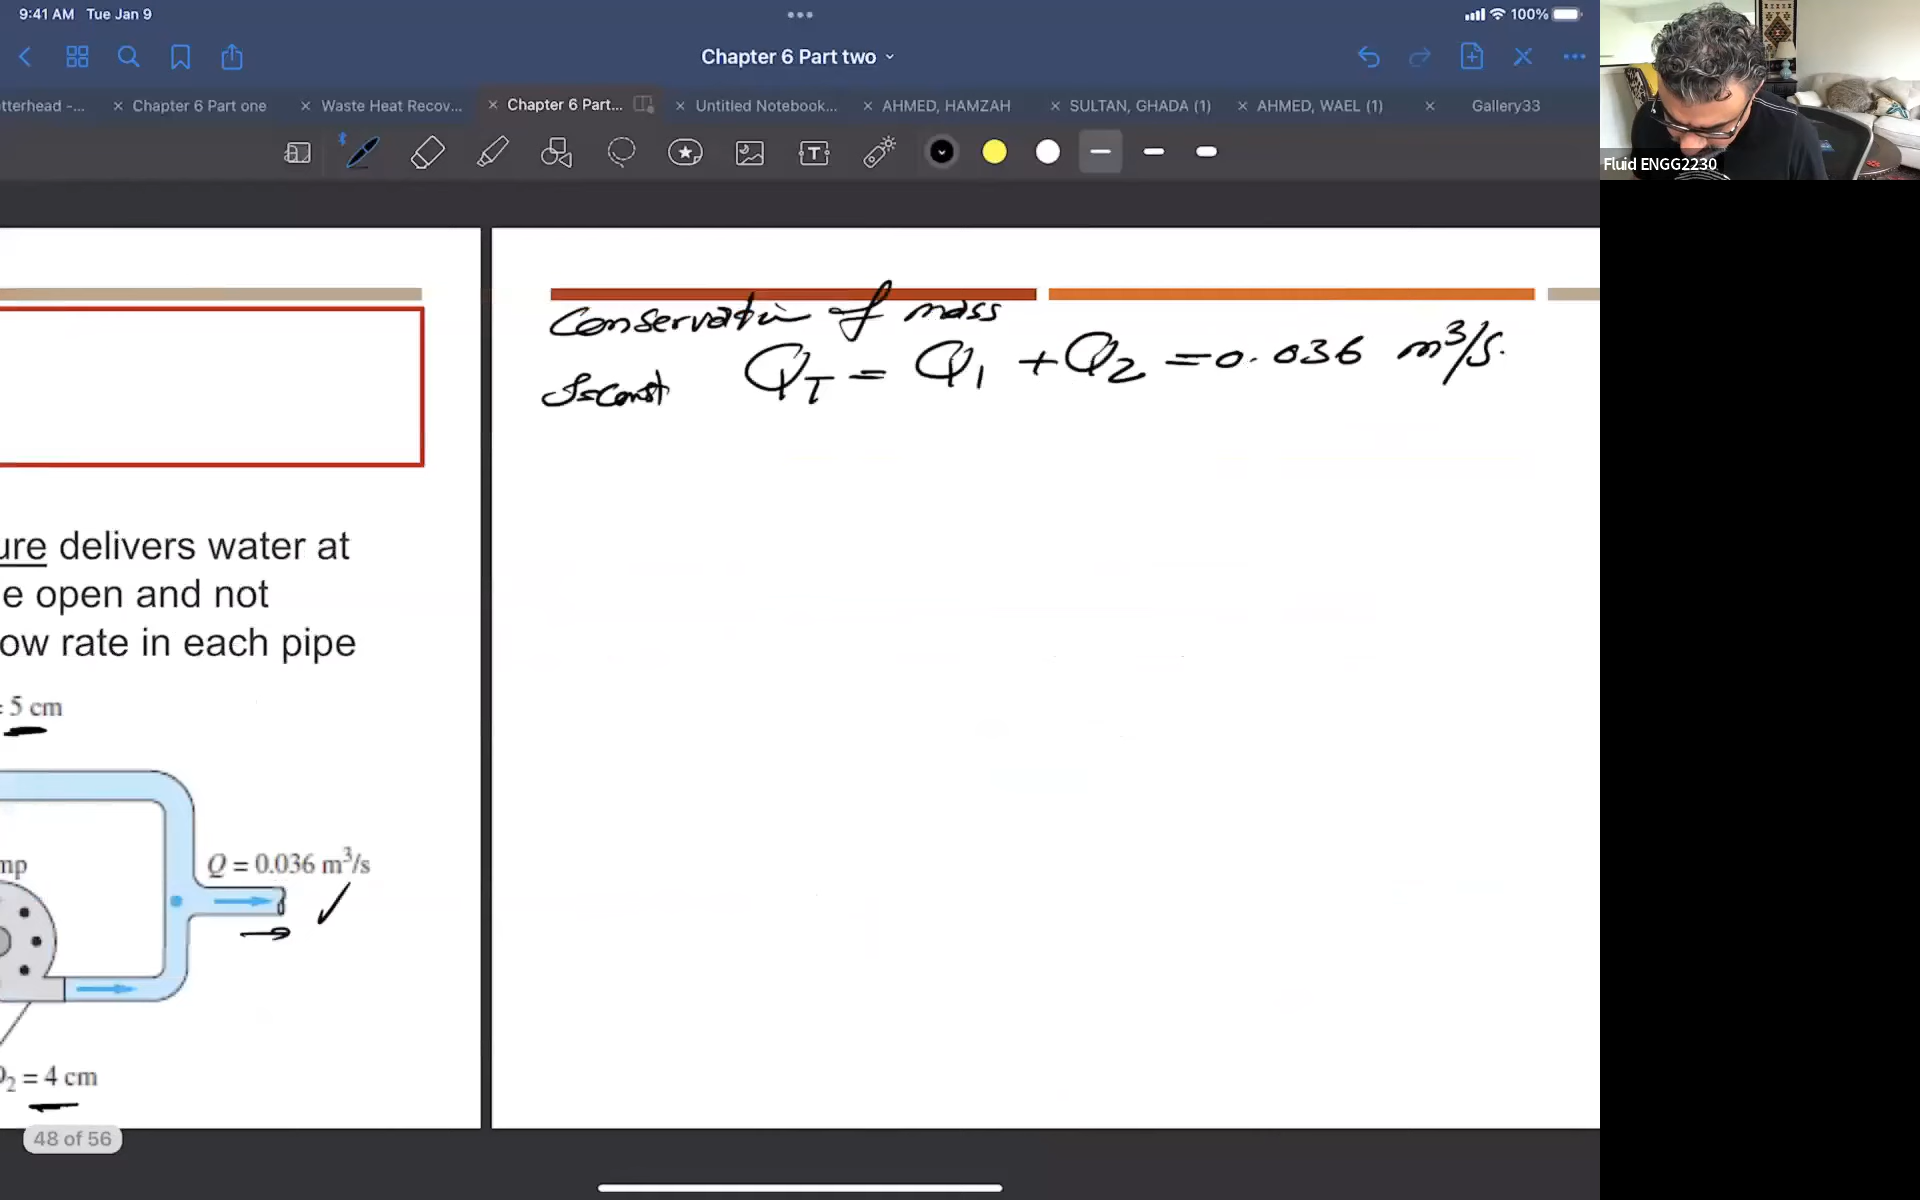 9:41 AM Tue Jan 9
100%
Chapter 6 Part two
etterhead -...
Chapter 6 Part one
Waste Heat Recov...
Chapter 6 Part...
Untitled Notebook...
AHMED, HAMZAH
SULTAN, GHADA (1)
AHMED, WAEL (1)
Gallery33
Fluid ENGG2230
Conservation of mass
QT = Q1 + Q2 = 0.036 m³/s.
ρ=const
ure delivers water at
e open and not
ow rate in each pipe
= 5 cm
mp
Q = 0.036 m³/s
D2 = 4 cm
48 of 56